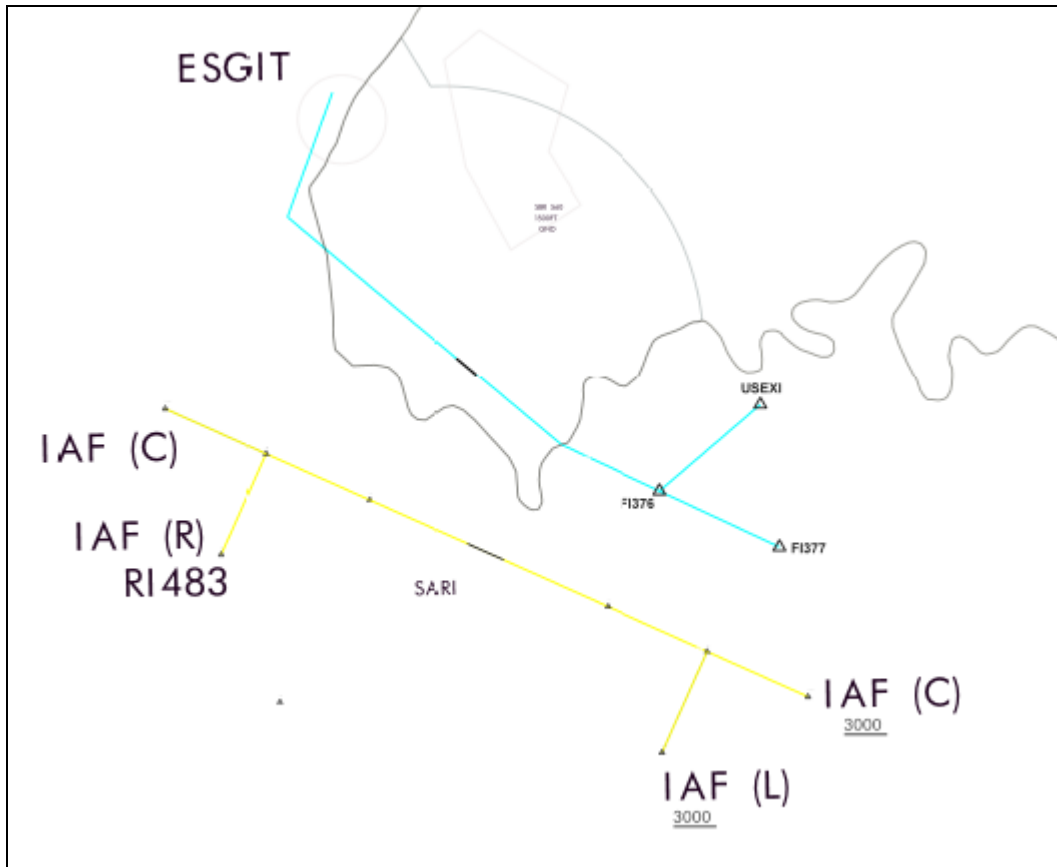 ESGIT
USEXI
IAF (C)
FI376
IAF (R)
RI483
FI377
SARI
IAF (C)
3000
IAF (L)
3000